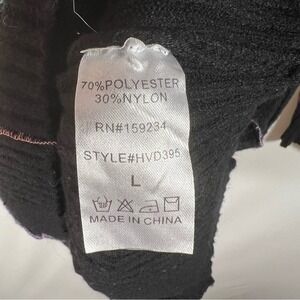 70%POLYESTER
30%NYLON
RN#159234
STYLE#HVD395
L
MADE IN CHINA